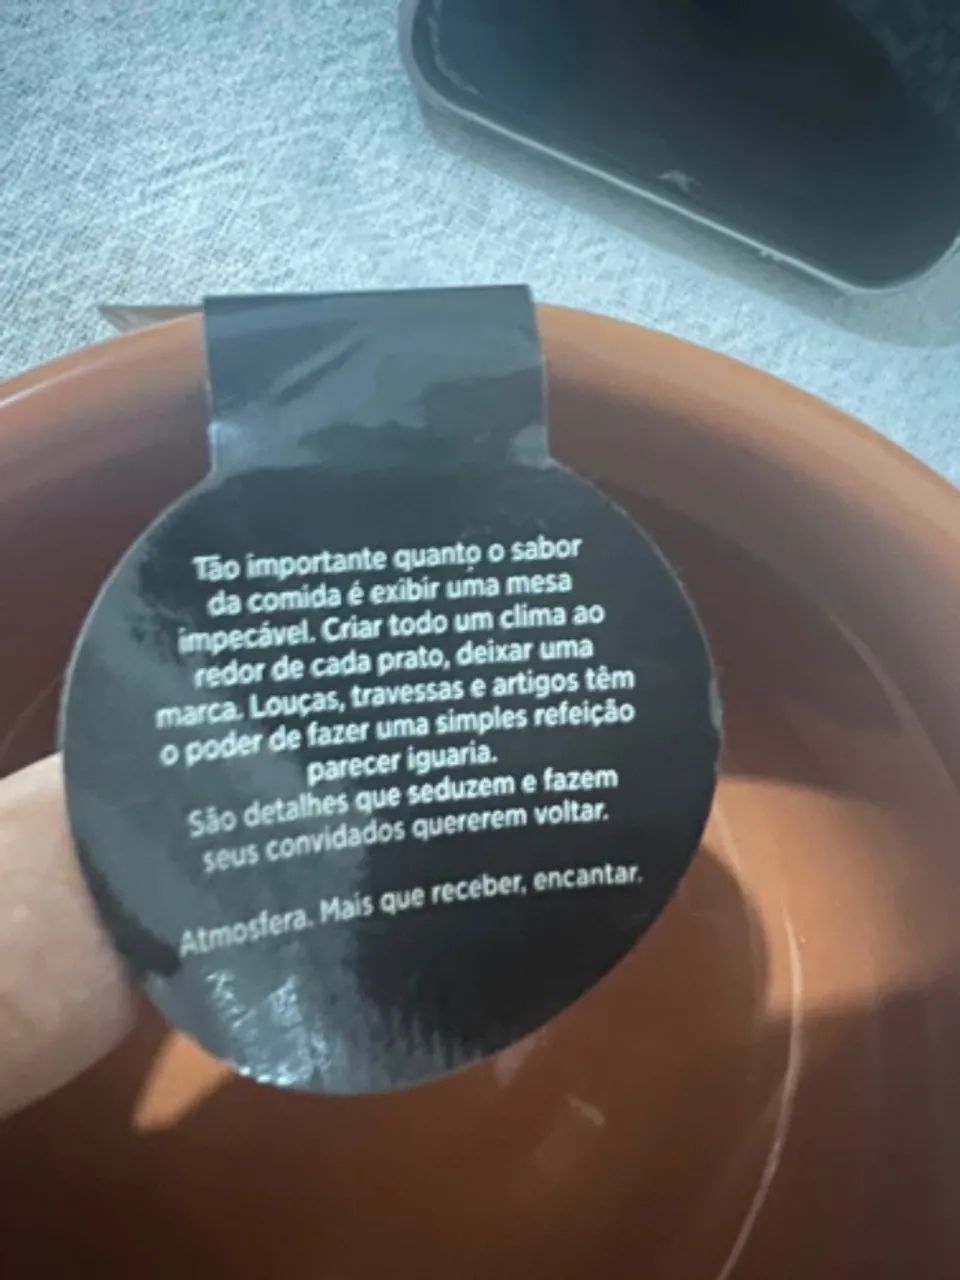 Tão importante quanto o sabor
da comida é exibir uma mesa
impecável. Criar todo um clima ao
redor de cada prato, deixar uma
marca. Louças, travessas e artigos têm
o poder de fazer uma simples refeição
parecer iguaria.
São detalhes que seduzem e fazem
seus convidados quererem voltar.
Atmosfera. Mais que receber, encantar.